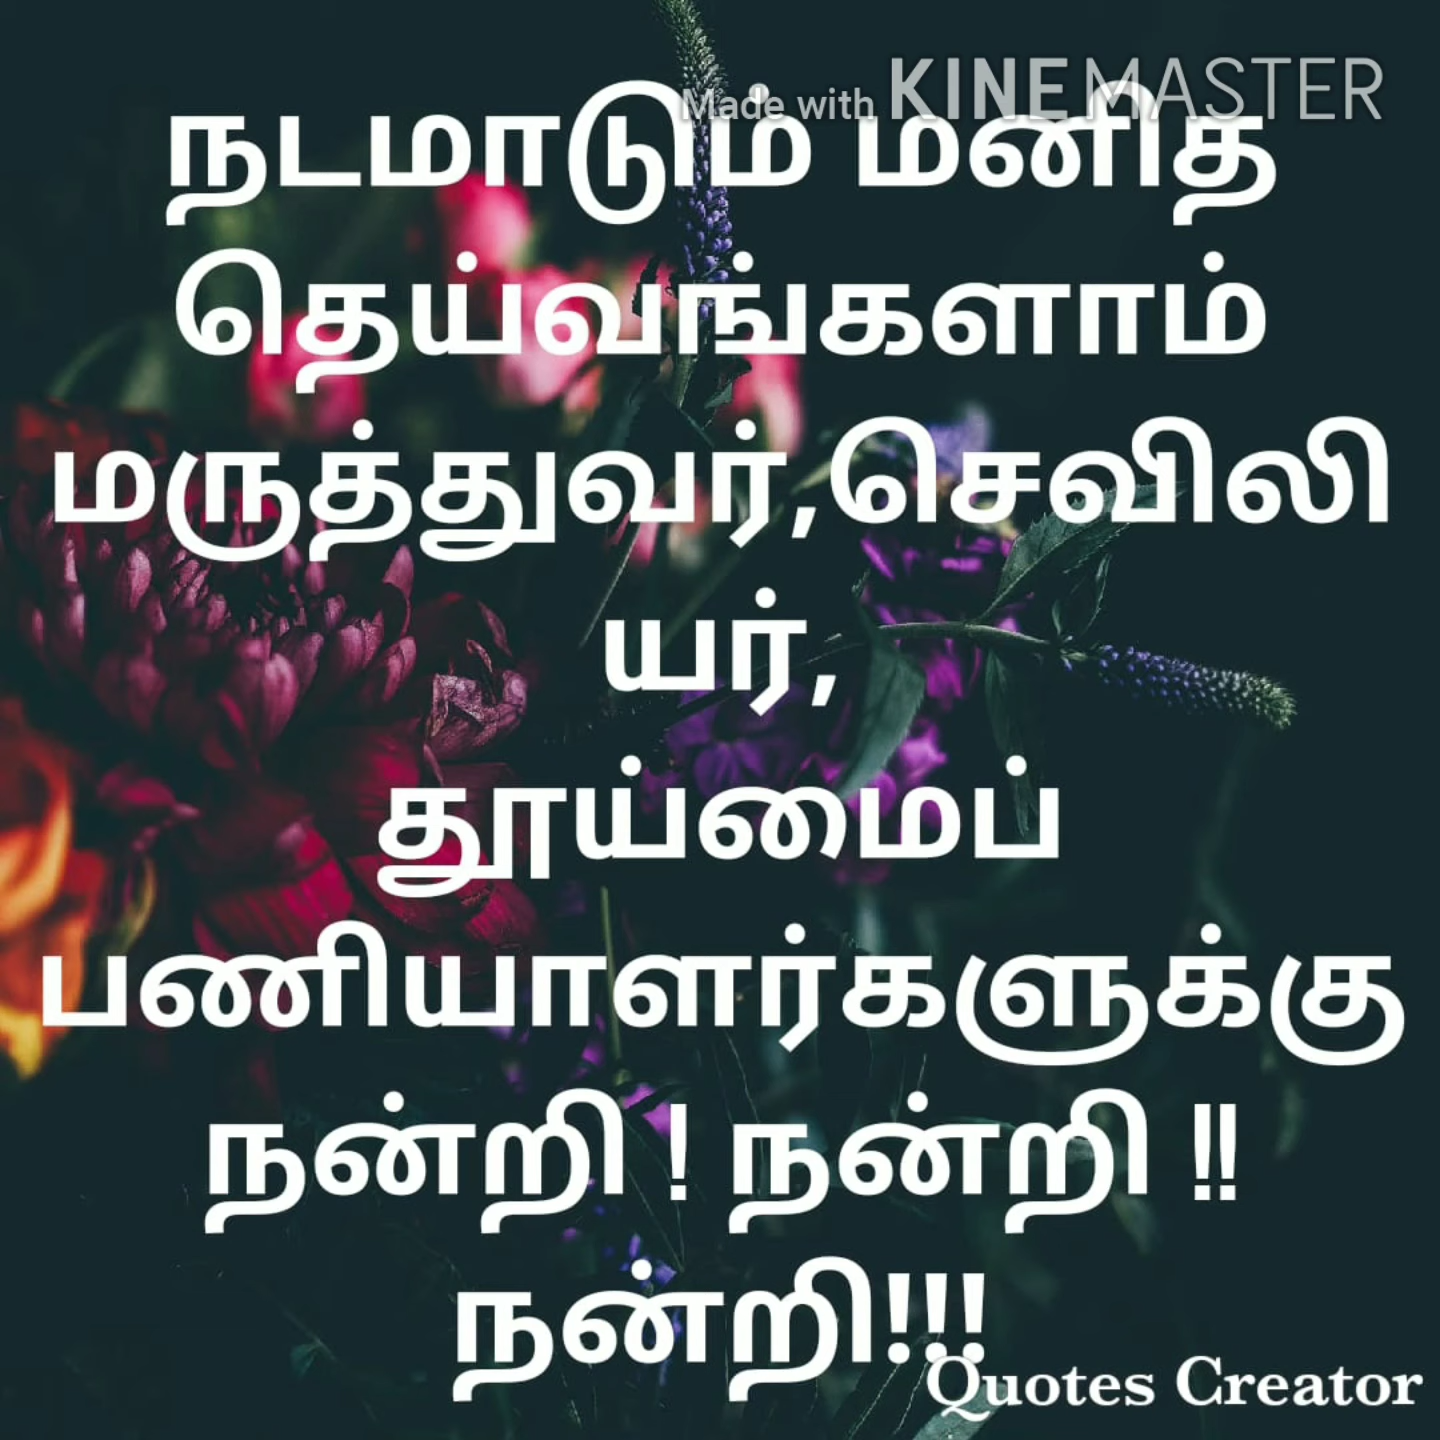 Made with KINEMASTER
நடமாடும் மனித
தெய்வங்களாம்
மருத்துவர்,செவிலி
யர்,
தூய்மைப்
பணியாளர்களுக்கு
நன்றி ! நன்றி !!
நன்றி!!!
Quotes Creator